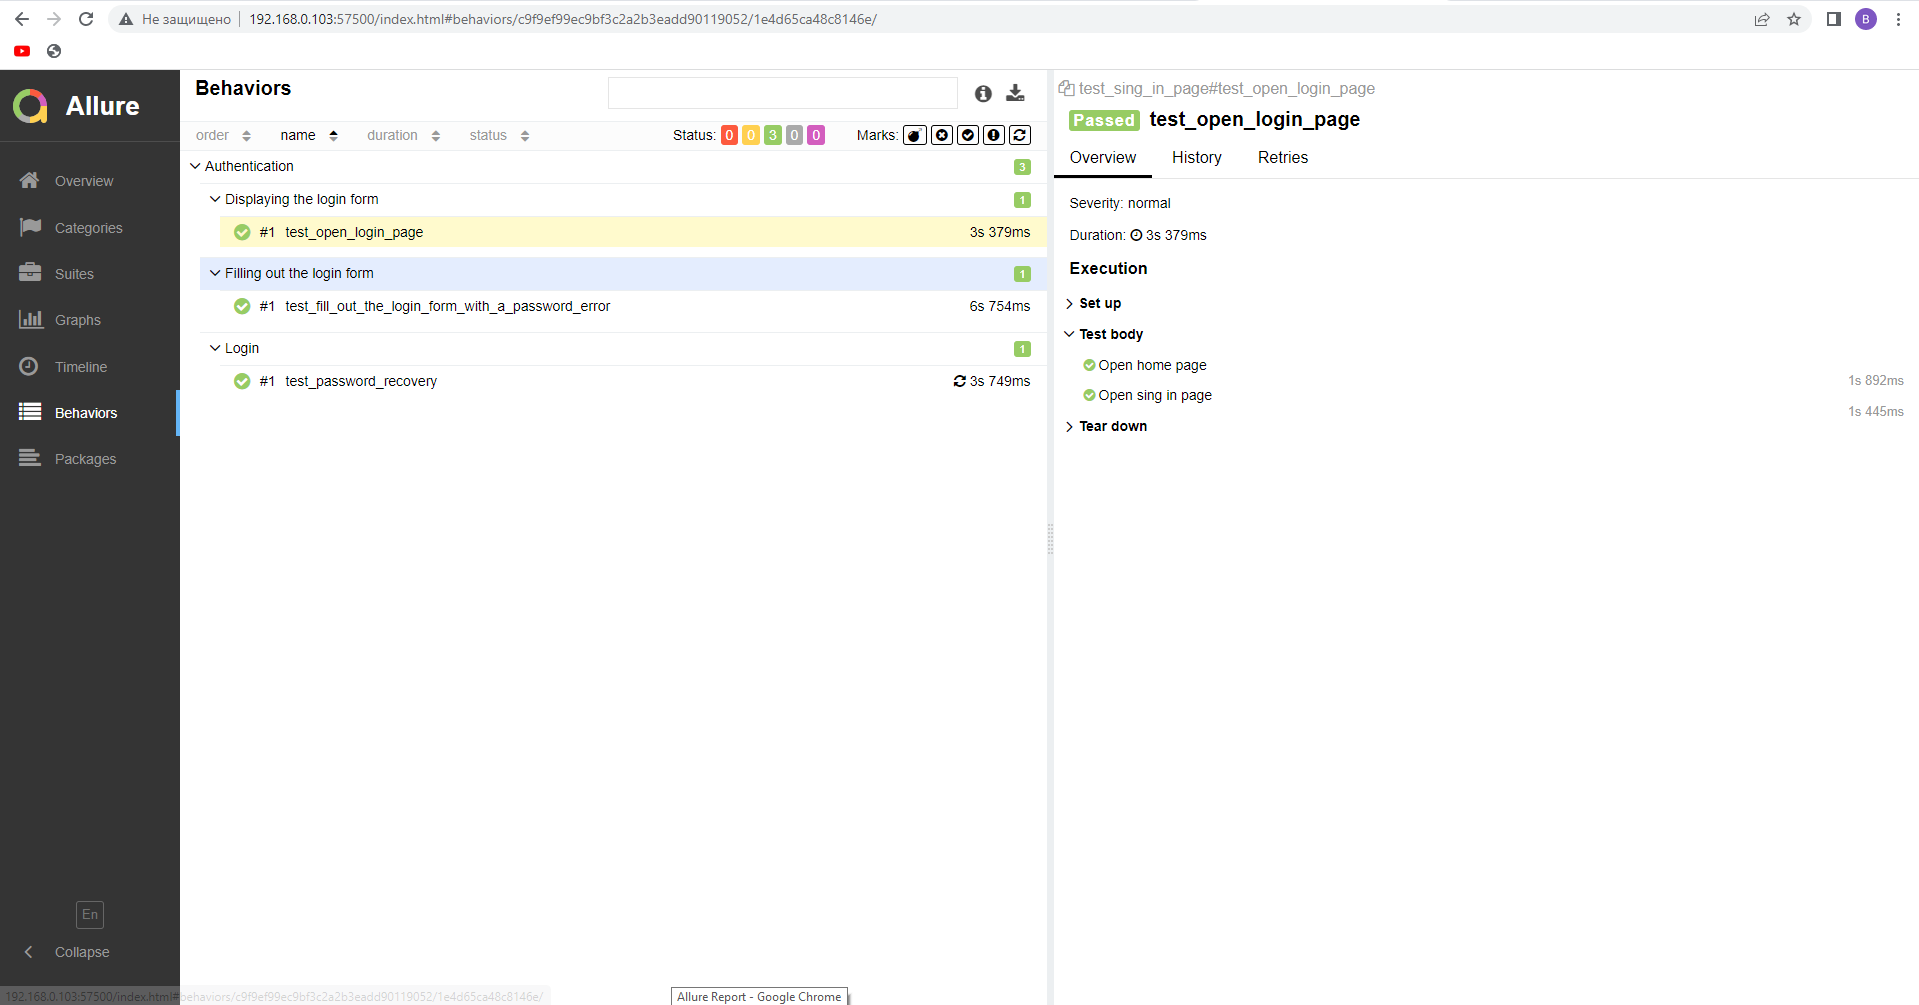 Не защищено 192.168.0.103:57500/index.html#behaviors/c9f9ef99ec9bf3c2a2b3eadd90119052/1e4d65ca48c8146e/
B
Allure
Overview
Categories
Suites
Graphs
Timeline
Behaviors
Packages
En
Collapse
Behaviors
order name duration status Status: 0 0 3 0 0 Marks:
Authentication 3
Displaying the login form 1
#1 test_open_login_page 3s 379ms
Filling out the login form 1
#1 test_fill_out_the_login_form_with_a_password_error 6s 754ms
Login 1
#1 test_password_recovery 3s 749ms
test_sing_in_page#test_open_login_page
Passed test_open_login_page
Overview History Retries
Severity: normal
Duration: 3s 379ms
Execution
Set up
Test body
Open home page
1s 892ms
Open sing in page
1s 445ms
Tear down
192.168.0.103:57500/index.html#behaviors/c9f9ef99ec9bf3c2a2b3eadd90119052/1e4d65ca48c8146e/
Allure Report - Google Chrome